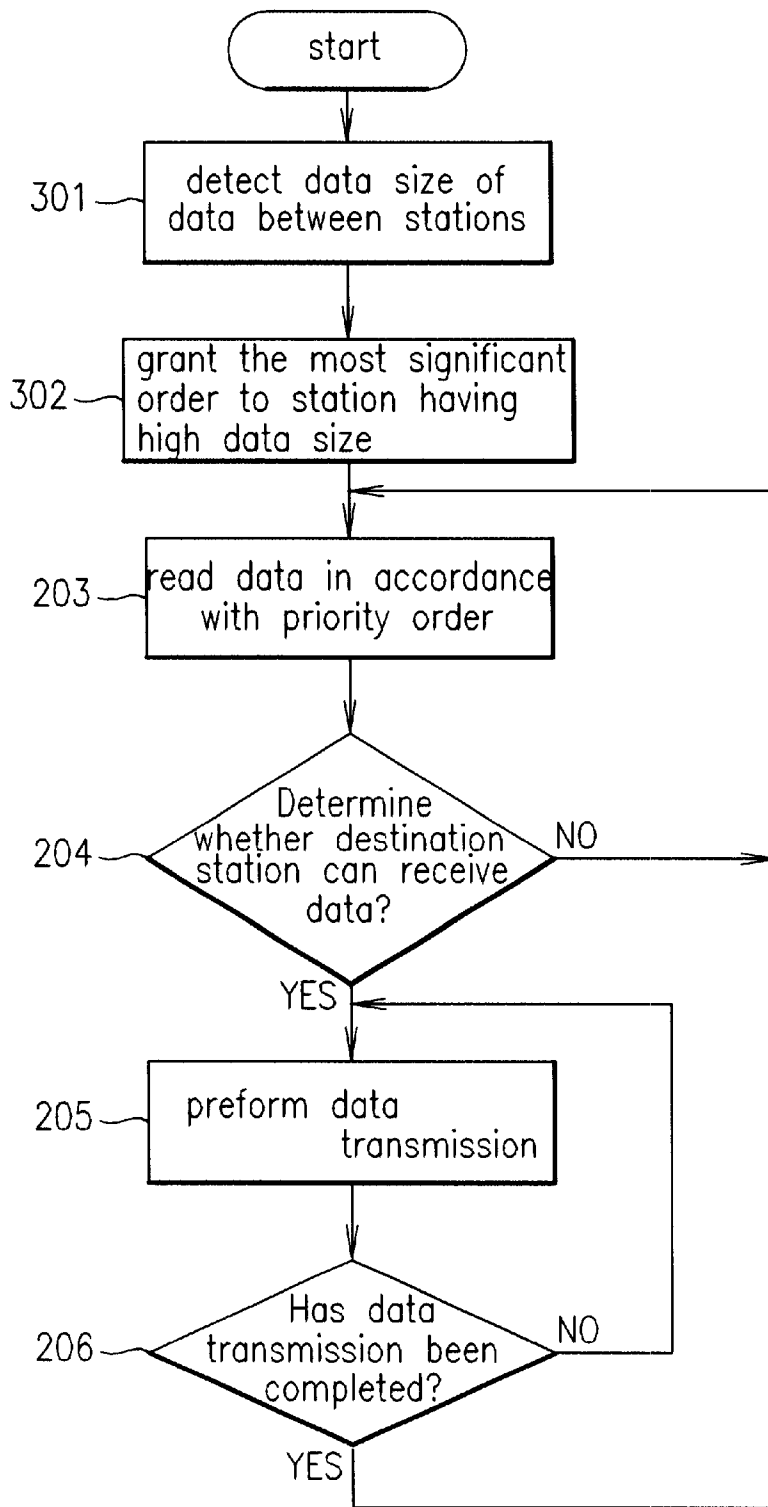 start
301
detect data size of
data between stations
302
grant the most significant
order to station having
high data size
203
read data in accordance
with priority order
204
Determine
whether destination
station can receive
data?
NO
YES
205
preform data
transmission
206
Has data
transmission been
completed?
NO
YES